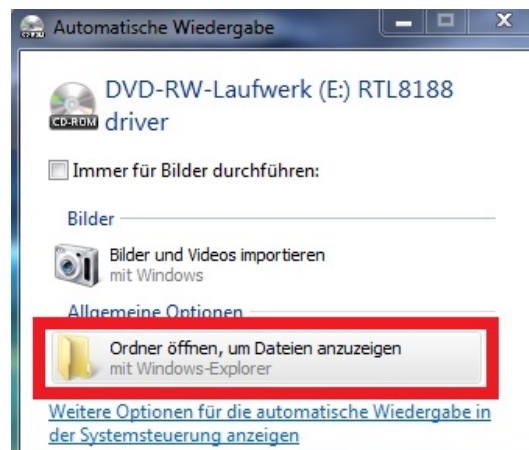 Automatische Wiedergabe
DVD-RW-Laufwerk (E:) RTL8188
CD-ROM driver
Immer für Bilder durchführen:
Bilder
Bilder und Videos importieren
mit Windows
Allgemeine Optionen
Ordner öffnen, um Dateien anzuzeigen
mit Windows-Explorer
Weitere Optionen für die automatische Wiedergabe in
der Systemsteuerung anzeigen